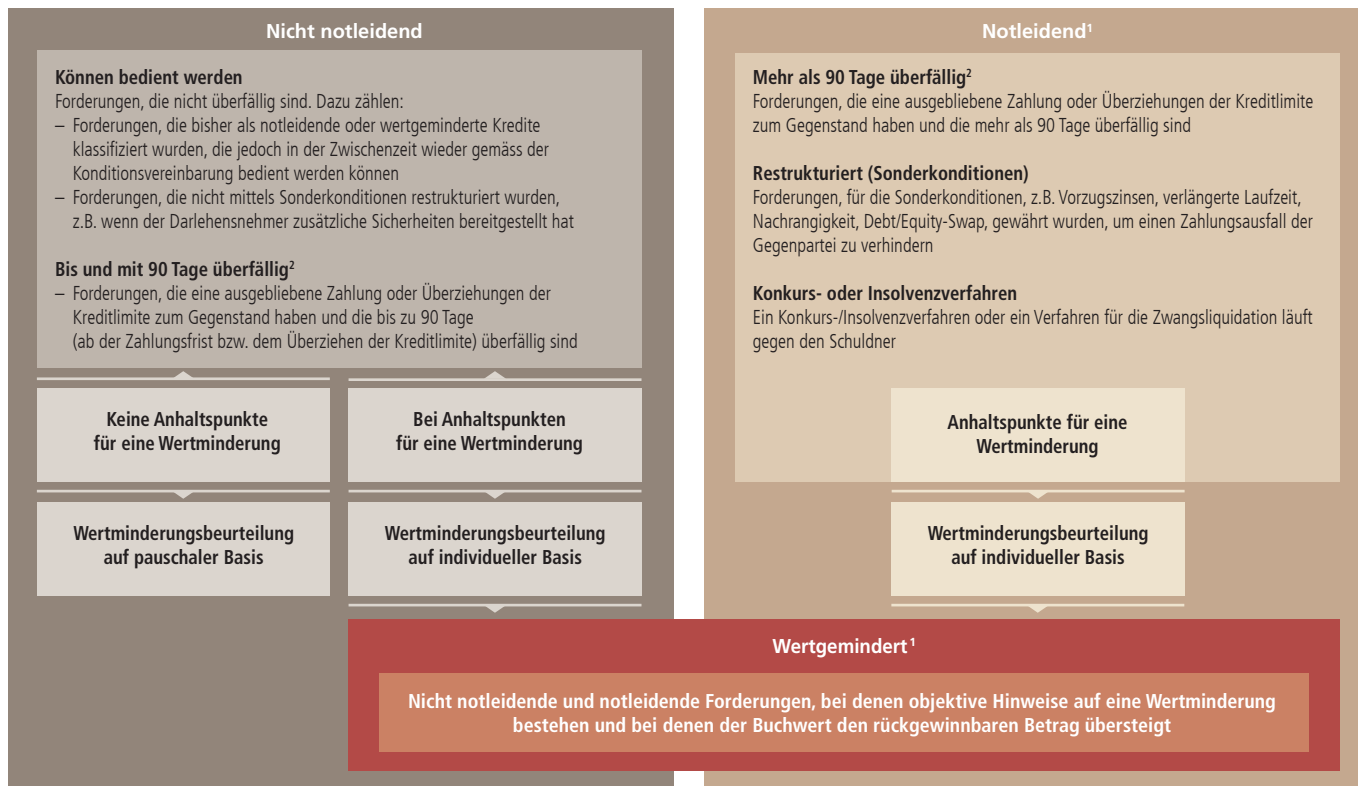 Nicht notleidend
Können bedient werden
Forderungen, die nicht überfällig sind. Dazu zählen:
– Forderungen, die bisher als notleidende oder wertgeminderte Kredite
klassifiziert wurden, die jedoch in der Zwischenzeit wieder gemäss der
Konditionsvereinbarung bedient werden können
– Forderungen, die nicht mittels Sonderkonditionen restrukturiert wurden,
z.B. wenn der Darlehensnehmer zusätzliche Sicherheiten bereitgestellt hat
Bis und mit 90 Tage überfällig²
– Forderungen, die eine ausgebliebene Zahlung oder Überziehungen der
Kreditlimite zum Gegenstand haben und die bis zu 90 Tage
(ab der Zahlungsfrist bzw. dem Überziehen der Kreditlimite) überfällig sind
Keine Anhaltspunkte
für eine Wertminderung
Bei Anhaltspunkten
für eine Wertminderung
Wertminderungsbeurteilung
auf pauschaler Basis
Wertminderungsbeurteilung
auf individueller Basis
Notleidend¹
Mehr als 90 Tage überfällig²
Forderungen, die eine ausgebliebene Zahlung oder Überziehungen der Kreditlimite
zum Gegenstand haben und die mehr als 90 Tage überfällig sind
Restrukturiert (Sonderkonditionen)
Forderungen, für die Sonderkonditionen, z.B. Vorzugszinsen, verlängerte Laufzeit,
Nachrangigkeit, Debt/Equity-Swap, gewährt wurden, um einen Zahlungsausfall der
Gegenpartei zu verhindern
Konkurs- oder Insolvenzverfahren
Ein Konkurs-/Insolvenzverfahren oder ein Verfahren für die Zwangsliquidation läuft
gegen den Schuldner
Anhaltspunkte für eine
Wertminderung
Wertminderungsbeurteilung
auf individueller Basis
Wertgemindert¹
Nicht notleidende und notleidende Forderungen, bei denen objektive Hinweise auf eine Wertminderung
bestehen und bei denen der Buchwert den rückgewinnbaren Betrag übersteigt